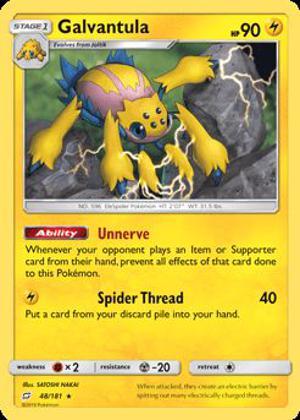 STAGE 1 Galvantula HP90
Evolves from Joltik
NO. 596 EleSpider Pokémon HT 2'07" WT 31.5 lbs.
Ability Unnerve
Whenever your opponent plays an Item or Supporter
card from their hand, prevent all effects of that card done
to this Pokémon.
Spider Thread 40
Put a card from your discard pile into your hand.
weakness ×2 resistance -20 retreat
Illus. SATOSHI NAKAI
48/181 ★
©2019 Pokémon
When attacked, they create an electric barrier by
spitting out many electrically charged threads.